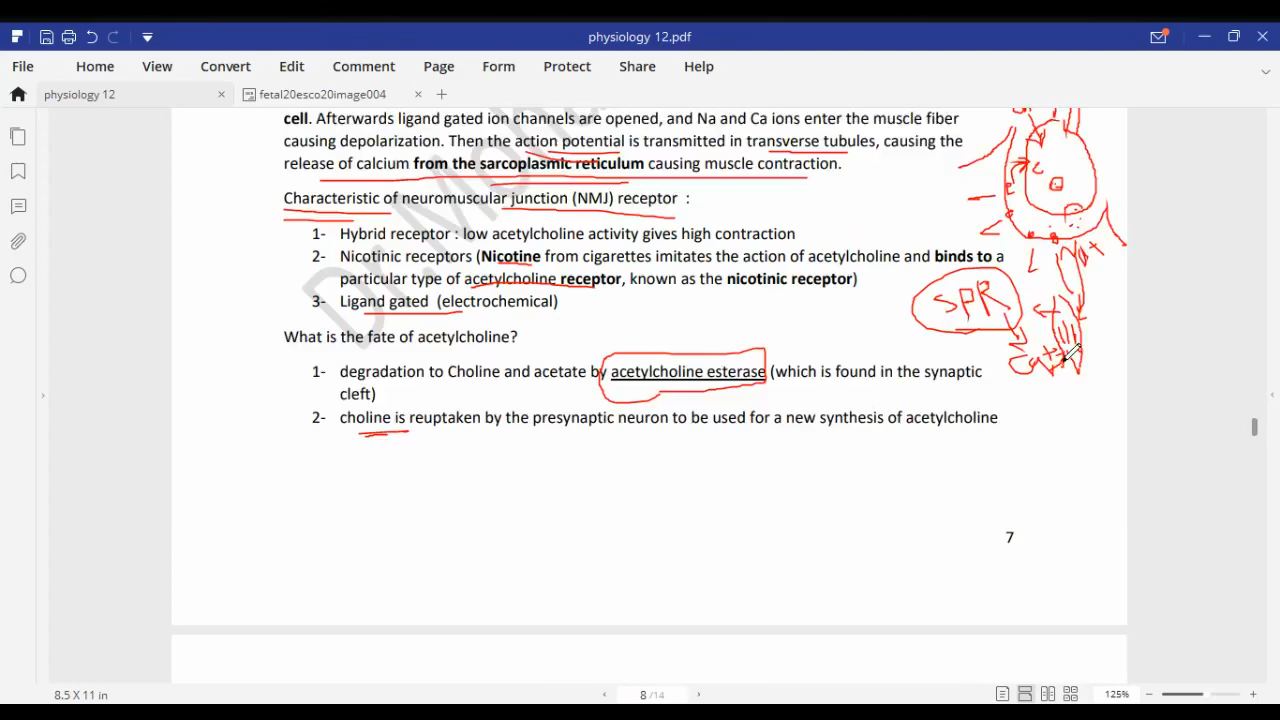 physiology 12.pdf
File Home View Convert Edit Comment Page Form Protect Share Help
physiology 12 fetal20esco20image004
cell. Afterwards ligand gated ion channels are opened, and Na and Ca ions enter the muscle fiber
causing depolarization. Then the action potential is transmitted in transverse tubules, causing the
release of calcium from the sarcoplasmic reticulum causing muscle contraction.
Characteristic of neuromuscular junction (NMJ) receptor :
1- Hybrid receptor : low acetylcholine activity gives high contraction
2- Nicotinic receptors (Nicotine from cigarettes imitates the action of acetylcholine and binds to a
particular type of acetylcholine receptor, known as the nicotinic receptor)
3- Ligand gated (electrochemical)
Na+
SPR
Ca++
What is the fate of acetylcholine?
1- degradation to Choline and acetate by acetylcholine esterase (which is found in the synaptic
cleft)
2- choline is reuptaken by the presynaptic neuron to be used for a new synthesis of acetylcholine
7
8.5 X 11 in 8 /14 125%